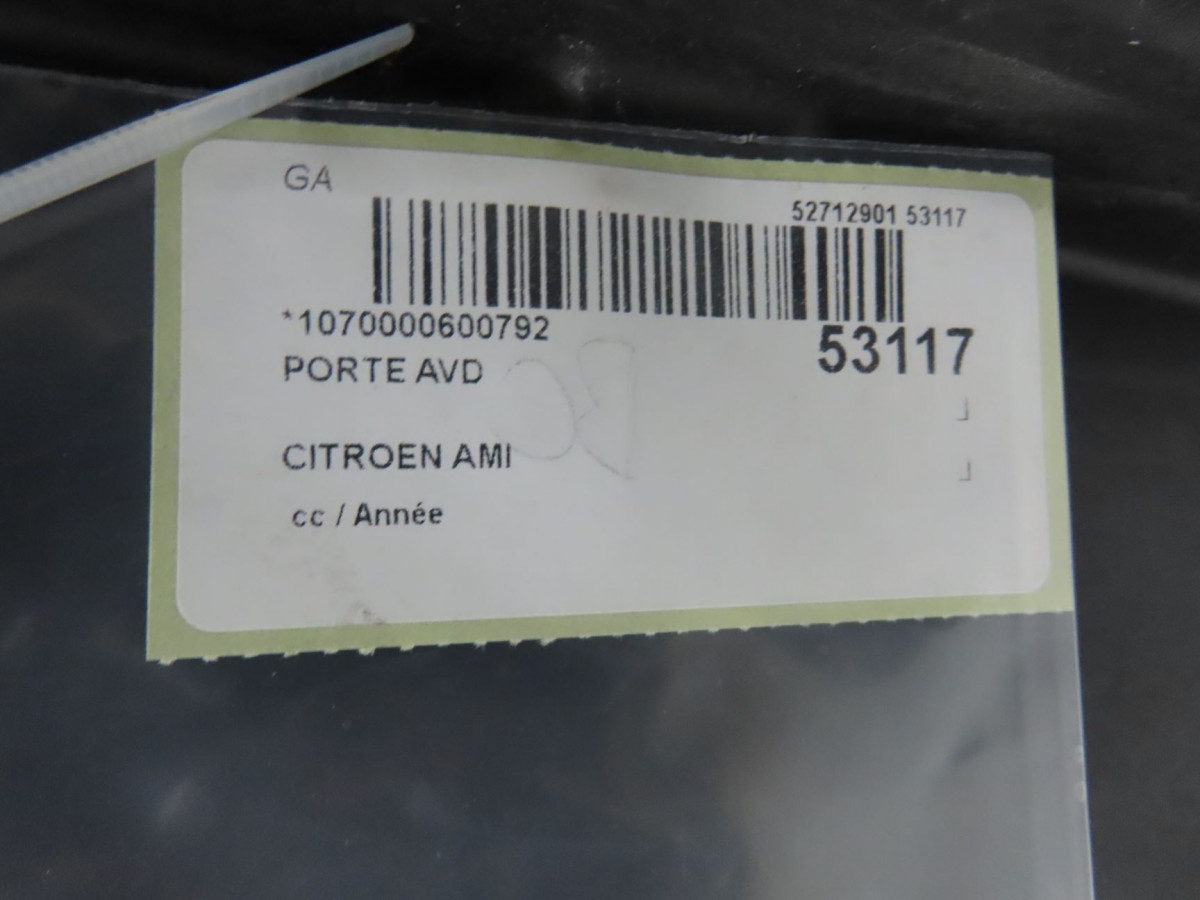 GA
52712901 53117
*1070000600792
53117
PORTE AVD
CITROEN AMI
cc / Année